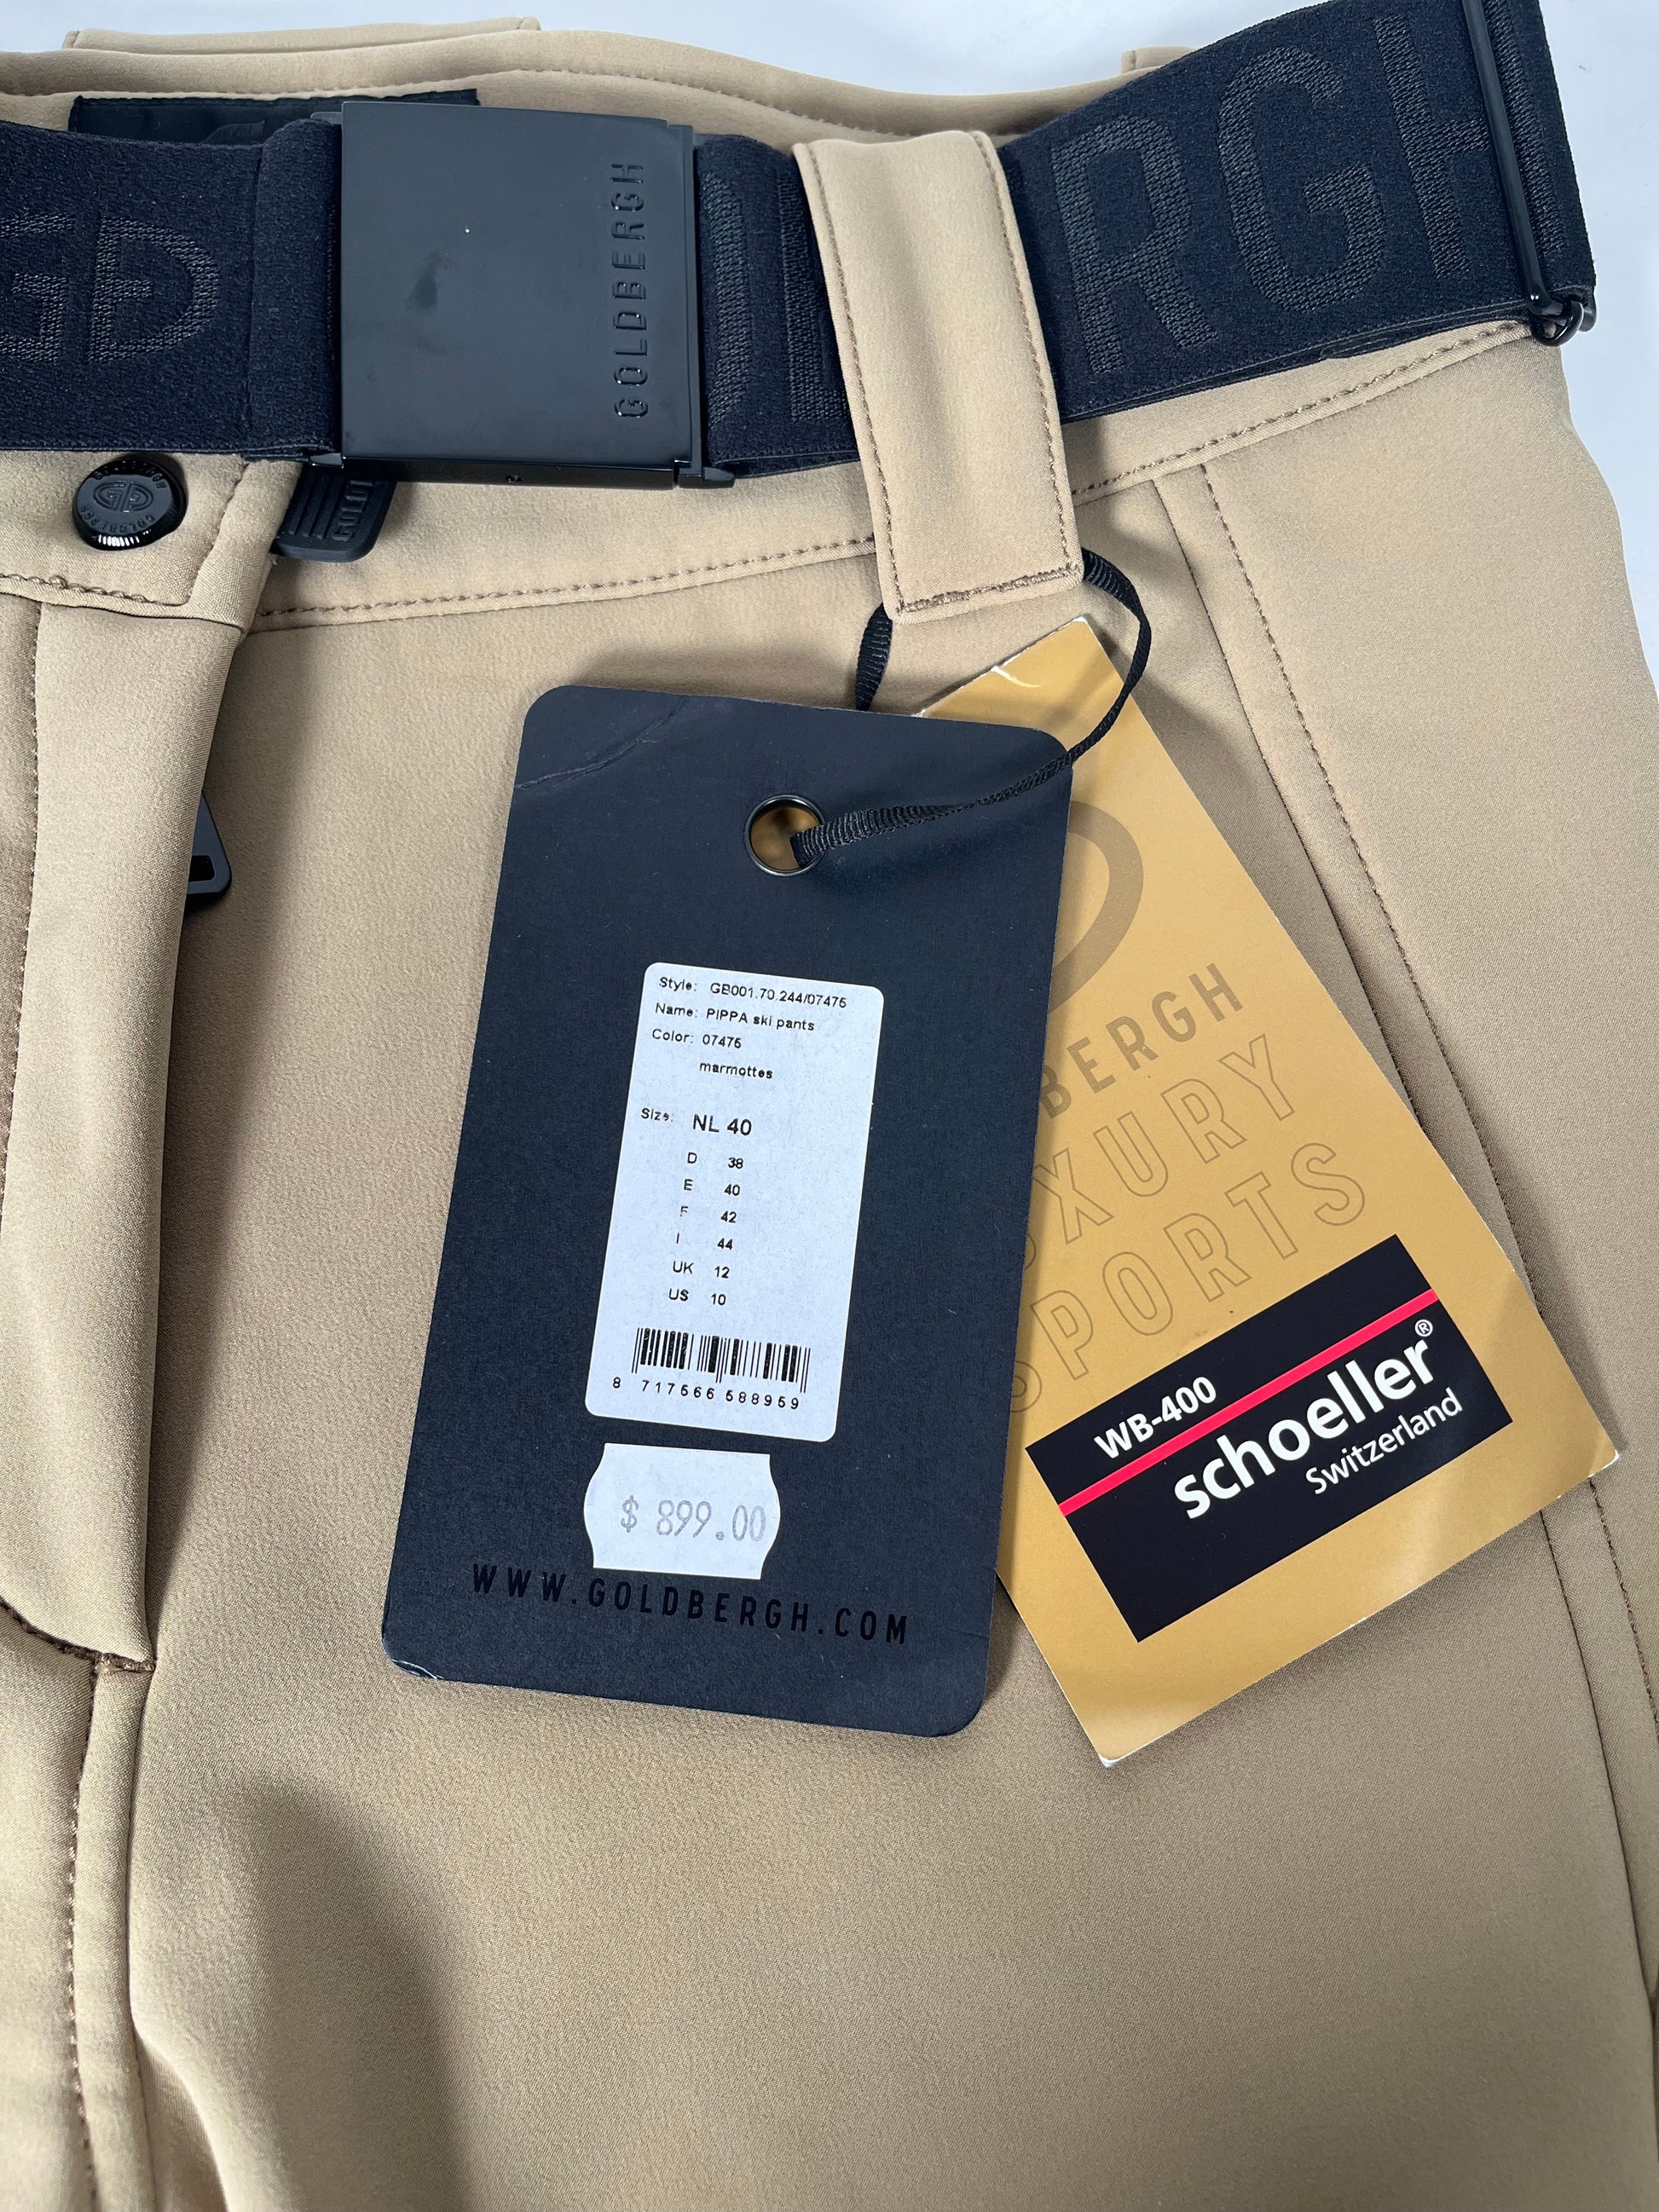 GOLDBERGH
RGH
GOLDBERGH
Style: GB001.70.244/07475
Name: PIPPA ski pants
Color: 07475
marmottes
Size: NL 40
D 38
E 40
F 42
I 44
UK 12
US 10
8 717566 588959
$ 899.00
WWW.GOLDBERGH.COM
BERGH
XURY
SPORTS
WB-400
schoeller®
Switzerland